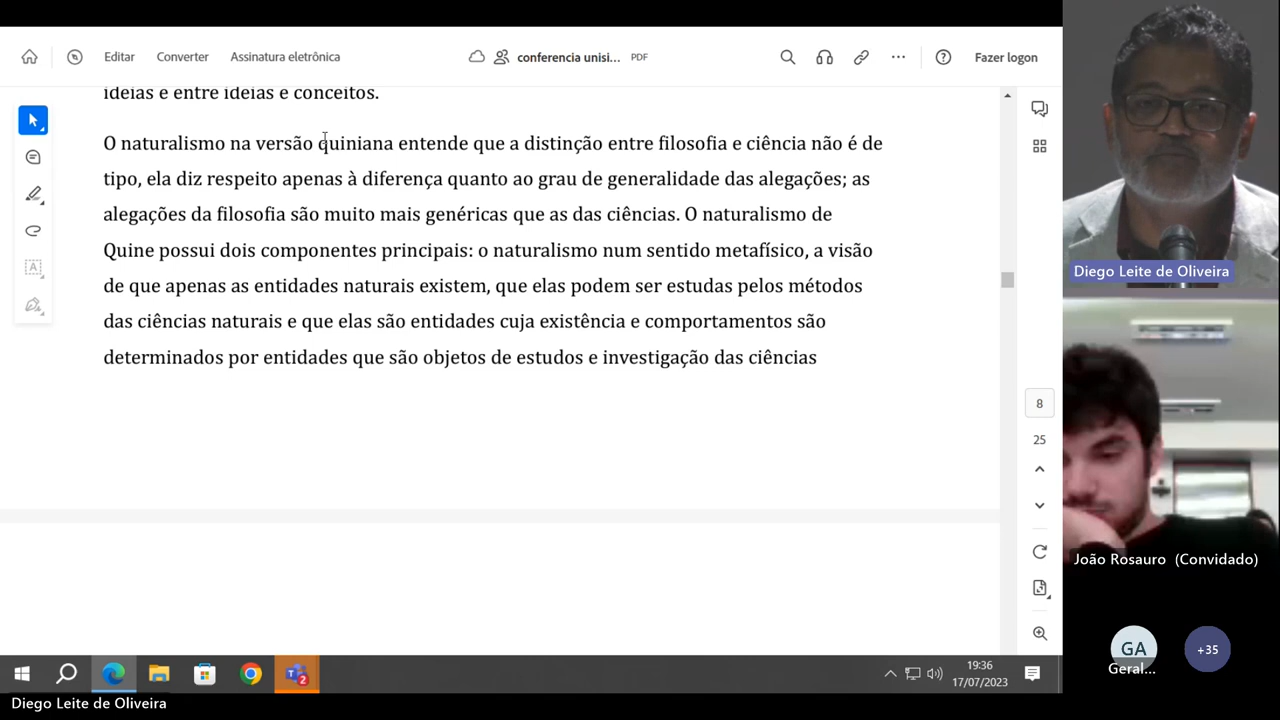 Editar
Converter
Assinatura eletrônica
conferencia unisi...
PDF
Fazer logon
ideias e entre ideias e conceitos.
O naturalismo na versão quiniana entende que a distinção entre filosofia e ciência não é de
tipo, ela diz respeito apenas à diferença quanto ao grau de generalidade das alegações; as
alegações da filosofia são muito mais genéricas que as das ciências. O naturalismo de
Quine possui dois componentes principais: o naturalismo num sentido metafísico, a visão
de que apenas as entidades naturais existem, que elas podem ser estudas pelos métodos
das ciências naturais e que elas são entidades cuja existência e comportamentos são
determinados por entidades que são objetos de estudos e investigação das ciências
8
25
Diego Leite de Oliveira
João Rosauro (Convidado)
GA
Geral...
+35
2
19:36
17/07/2023
Diego Leite de Oliveira